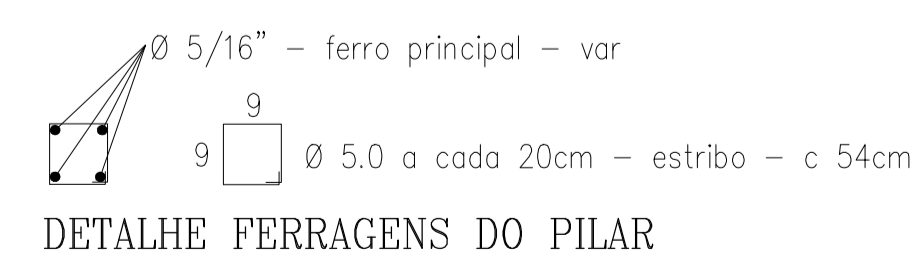 Ø 5/16" – ferro principal – var
9
9 Ø 5.0 a cada 20cm – estribo – c 54cm
DETALHE FERRAGENS DO PILAR